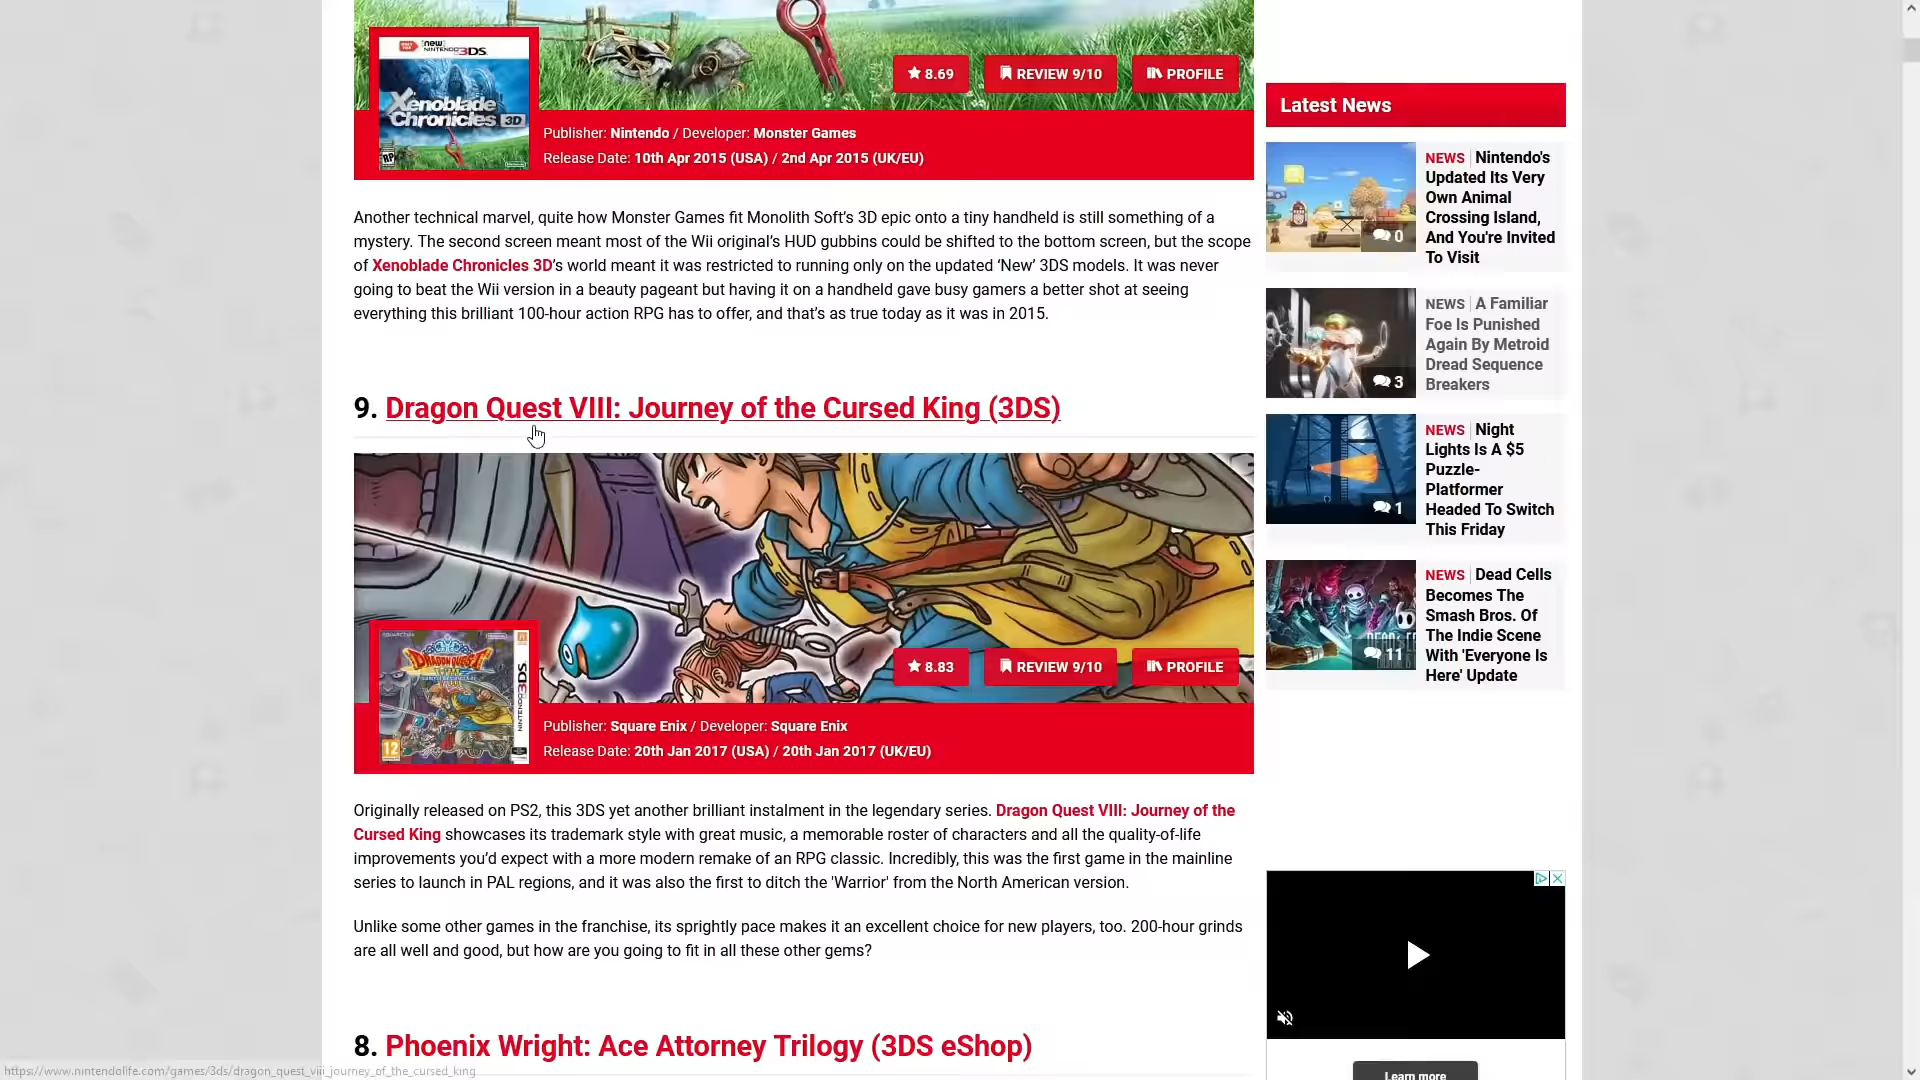 new NINTENDO3DS
Xenoblade
Chronicles 3D
RP
8.69
REVIEW 9/10
PROFILE
Publisher: Nintendo / Developer: Monster Games
Release Date: 10th Apr 2015 (USA) / 2nd Apr 2015 (UK/EU)
Another technical marvel, quite how Monster Games fit Monolith Soft's 3D epic onto a tiny handheld is still something of a
mystery. The second screen meant most of the Wii original's HUD gubbins could be shifted to the bottom screen, but the scope
of Xenoblade Chronicles 3D's world meant it was restricted to running only on the updated ‘New’ 3DS models. It was never
going to beat the Wii version in a beauty pageant but having it on a handheld gave busy gamers a better shot at seeing
everything this brilliant 100-hour action RPG has to offer, and that's as true today as it was in 2015.
9. Dragon Quest VIII: Journey of the Cursed King (3DS)
DRAGON QUEST VIII
NINTENDO3DS
12
8.83
REVIEW 9/10
PROFILE
Publisher: Square Enix / Developer: Square Enix
Release Date: 20th Jan 2017 (USA) / 20th Jan 2017 (UK/EU)
Originally released on PS2, this 3DS yet another brilliant instalment in the legendary series. Dragon Quest VIII: Journey of the
Cursed King showcases its trademark style with great music, a memorable roster of characters and all the quality-of-life
improvements you'd expect with a more modern remake of an RPG classic. Incredibly, this was the first game in the mainline
series to launch in PAL regions, and it was also the first to ditch the 'Warrior' from the North American version.
Unlike some other games in the franchise, its sprightly pace makes it an excellent choice for new players, too. 200-hour grinds
are all well and good, but how are you going to fit in all these other gems?
8. Phoenix Wright: Ace Attorney Trilogy (3DS eShop)
https://www.nintendolife.com/games/3ds/dragon_quest_viii_journey_of_the_cursed_king
Latest News
0
NEWS Nintendo's
Updated Its Very
Own Animal
Crossing Island,
And You're Invited
To Visit
3
NEWS A Familiar
Foe Is Punished
Again By Metroid
Dread Sequence
Breakers
1
NEWS Night
Lights Is A $5
Puzzle-
Platformer
Headed To Switch
This Friday
11
NEWS Dead Cells
Becomes The
Smash Bros. Of
The Indie Scene
With 'Everyone Is
Here' Update
Learn more